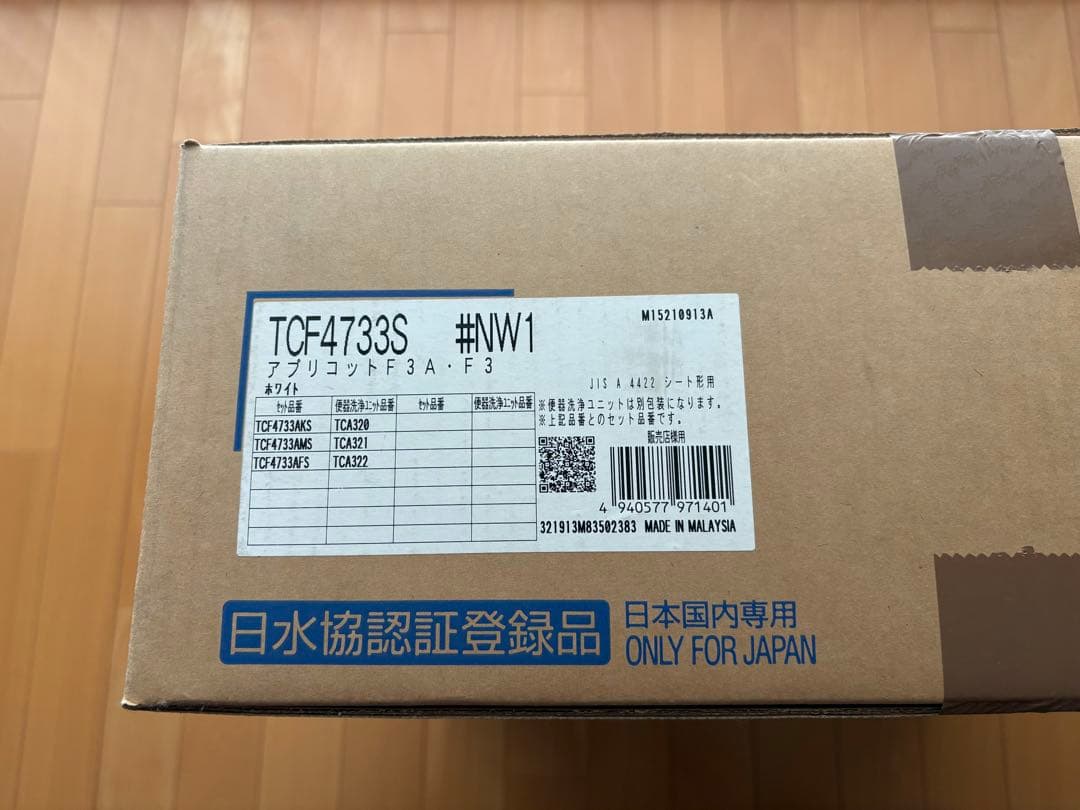 TCF4733S #NW1
M15210913A
アプリコットF3A・F3
ホワイト
JIS A 4422 シート形用
セット品番 便器洗浄ユニット品番 セット品番 便器洗浄ユニット品番
TCF4733AKS TCA320
TCF4733AMS TCA321
TCF4733AFS TCA322
※便器洗浄ユニットは別包装になります。
※上記品番とのセット品番です。
販売店様用
4 940577 971401
321913M83502383 MADE IN MALAYSIA
日水協認証登録品
日本国内専用
ONLY FOR JAPAN